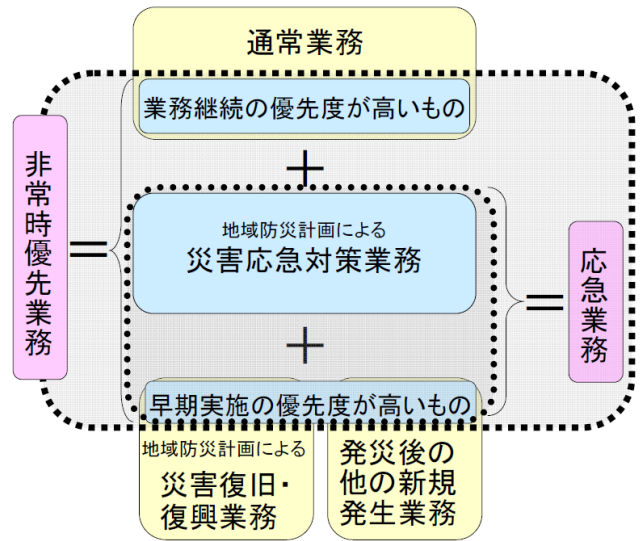 通常業務
業務継続の優先度が高いもの
＋
非常時優先業務
＝
地域防災計画による
災害応急対策業務
＝
応急業務
＋
早期実施の優先度が高いもの
地域防災計画による
災害復旧・
復興業務
発災後の
他の新規
発生業務